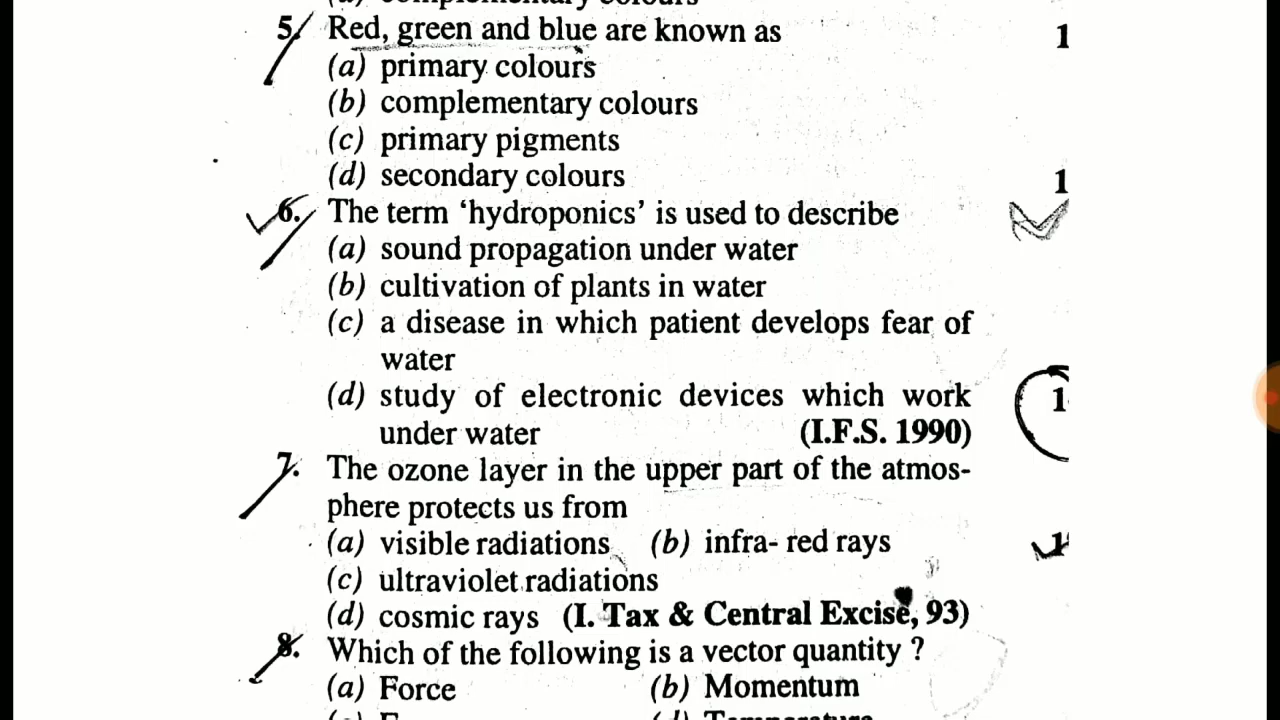 5. Red, green and blue are known as
(a) primary colours
(b) complementary colours
(c) primary pigments
(d) secondary colours
6. The term ‘hydroponics’ is used to describe
(a) sound propagation under water
(b) cultivation of plants in water
(c) a disease in which patient develops fear of
water
(d) study of electronic devices which work
under water (I.F.S. 1990)
7. The ozone layer in the upper part of the atmos-
phere protects us from
(a) visible radiations (b) infra- red rays
(c) ultraviolet radiations
(d) cosmic rays (I. Tax & Central Excise, 93)
8. Which of the following is a vector quantity ?
(a) Force (b) Momentum
1
1
1